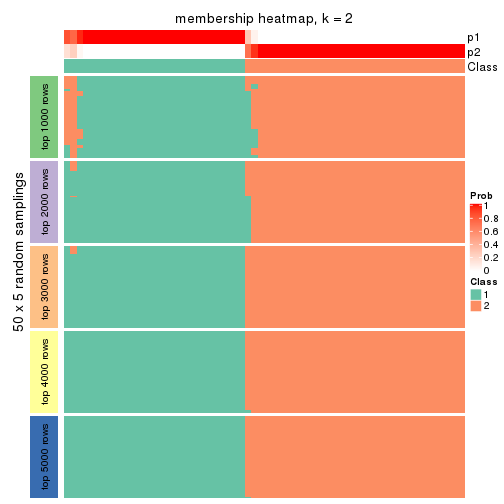 membership heatmap, k = 2
p1
p2
Class
50 x 5 random samplings
top 1000 rows
top 2000 rows
top 3000 rows
top 4000 rows
top 5000 rows
Prob
1
0.8
0.6
0.4
0.2
0
Class
1
2